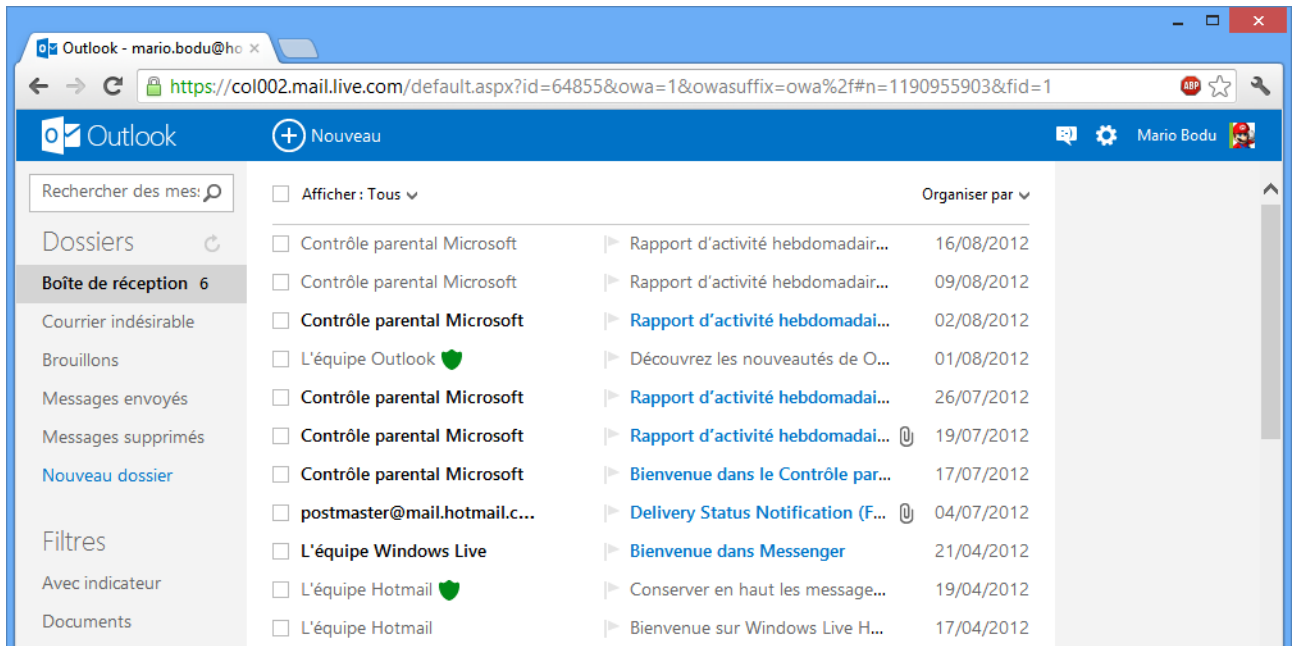 Outlook - mario.bodu@ho
https://col002.mail.live.com/default.aspx?id=64855&owa=1&owasuffix=owa%2f#n=1190955903&fid=1 ABP
Outlook Nouveau Mario Bodu
Rechercher des mes: Afficher : Tous Organiser par
Dossiers Contrôle parental Microsoft Rapport d'activité hebdomadair... 16/08/2012
Boîte de réception 6 Contrôle parental Microsoft Rapport d'activité hebdomadair... 09/08/2012
Courrier indésirable Contrôle parental Microsoft Rapport d'activité hebdomadai... 02/08/2012
Brouillons L'équipe Outlook Découvrez les nouveautés de O... 01/08/2012
Messages envoyés Contrôle parental Microsoft Rapport d'activité hebdomadai... 26/07/2012
Messages supprimés Contrôle parental Microsoft Rapport d'activité hebdomadai... 19/07/2012
Nouveau dossier Contrôle parental Microsoft Bienvenue dans le Contrôle par... 17/07/2012
postmaster@mail.hotmail.c... Delivery Status Notification (F... 04/07/2012
Filtres L'équipe Windows Live Bienvenue dans Messenger 21/04/2012
Avec indicateur L'équipe Hotmail Conserver en haut les message... 19/04/2012
Documents L'équipe Hotmail Bienvenue sur Windows Live H... 17/04/2012